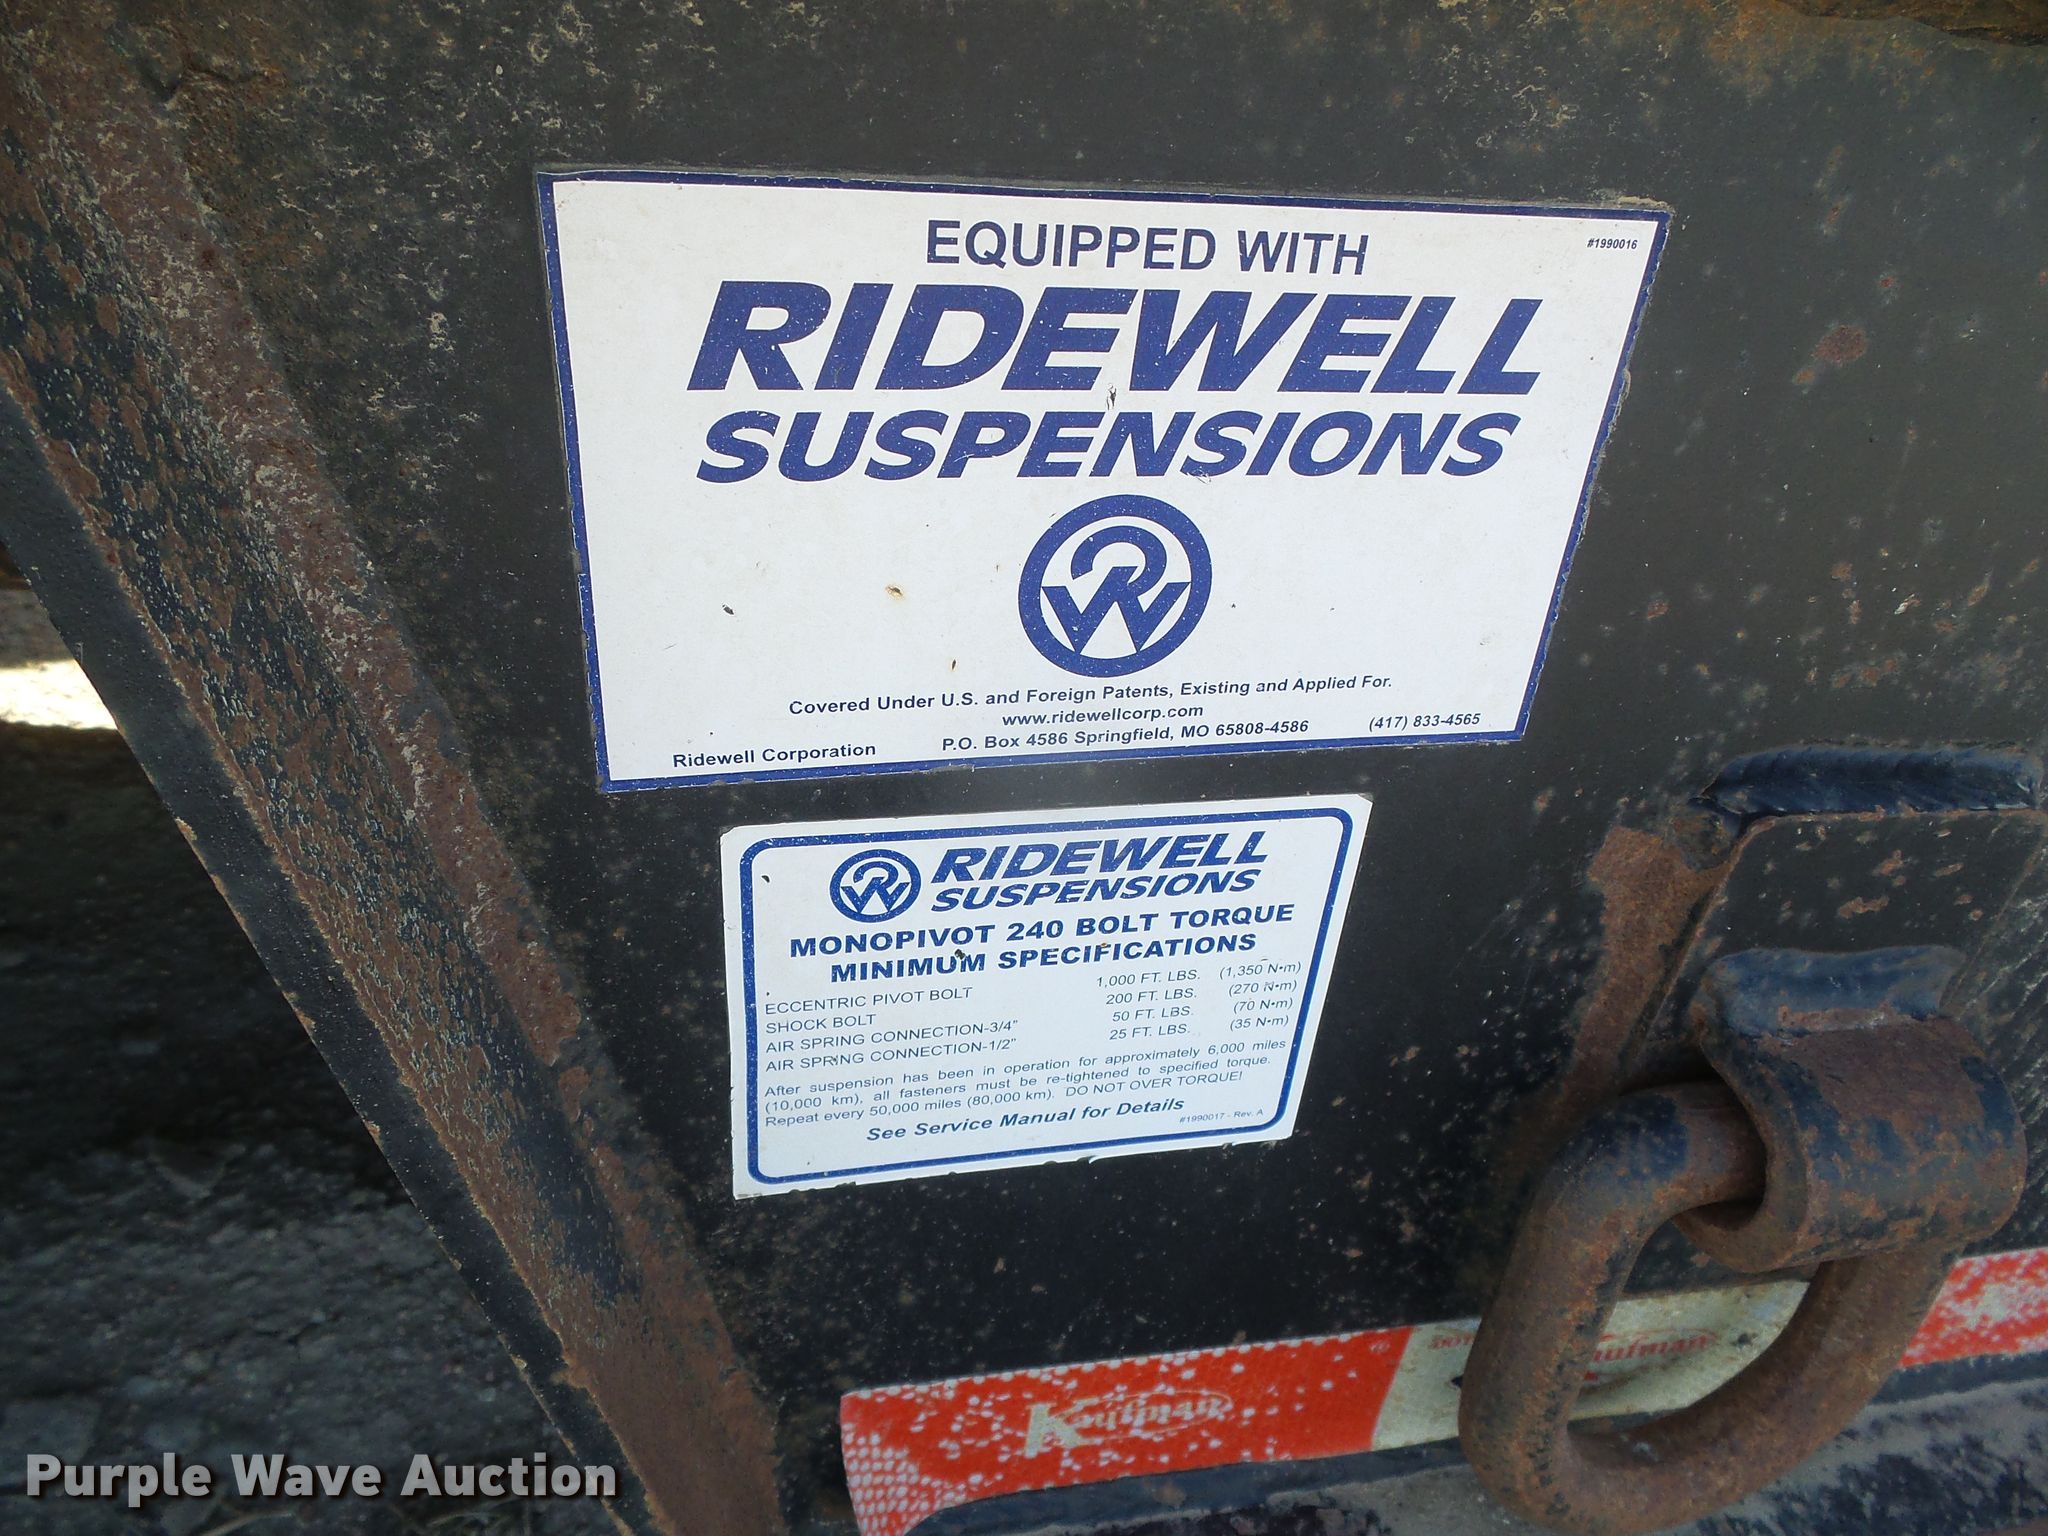 EQUIPPED WITH
#1990016
RIDEWELL
SUSPENSIONS
Covered Under U.S. and Foreign Patents, Existing and Applied For.
www.ridewellcorp.com
Ridewell Corporation P.O. Box 4586 Springfield, MO 65808-4586 (417) 833-4565
RIDEWELL
SUSPENSIONS
MONOPIVOT 240 BOLT TORQUE
MINIMUM SPECIFICATIONS
ECCENTRIC PIVOT BOLT 1,000 FT. LBS. (1,350 N•m)
SHOCK BOLT 200 FT. LBS. (270 N•m)
AIR SPRING CONNECTION-3/4" 50 FT. LBS. (70 N•m)
AIR SPRING CONNECTION-1/2" 25 FT. LBS. (35 N•m)
After suspension has been in operation for approximately 6,000 miles
(10,000 km), all fasteners must be re-tightened to specified torque.
Repeat every 50,000 miles (80,000 km). DO NOT OVER TORQUE!
See Service Manual for Details
#1990017 - Rev. A
Kaufman
Kaufman
Purple Wave Auction